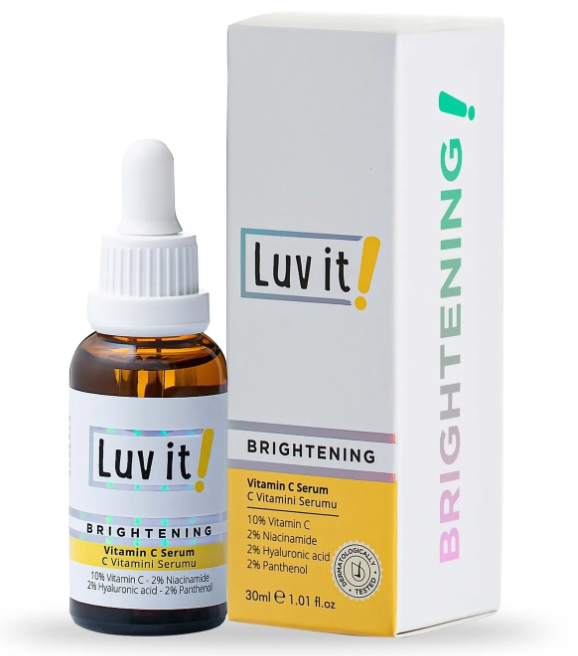 Luv it!
BRIGHTENING
Vitamin C Serum
C Vitamini Serumu
10% Vitamin C - 2% Niacinamide
2% Hyaluronic acid - 2% Panthenol
Luv it!
BRIGHTENING
Vitamin C Serum
C Vitamini Serumu
10% Vitamin C
2% Niacinamide
2% Hyaluronic acid
2% Panthenol
DERMATOLOGICALLY
• TESTED •
30ml ℮ 1.01 fl.oz
BRIGHTENING!